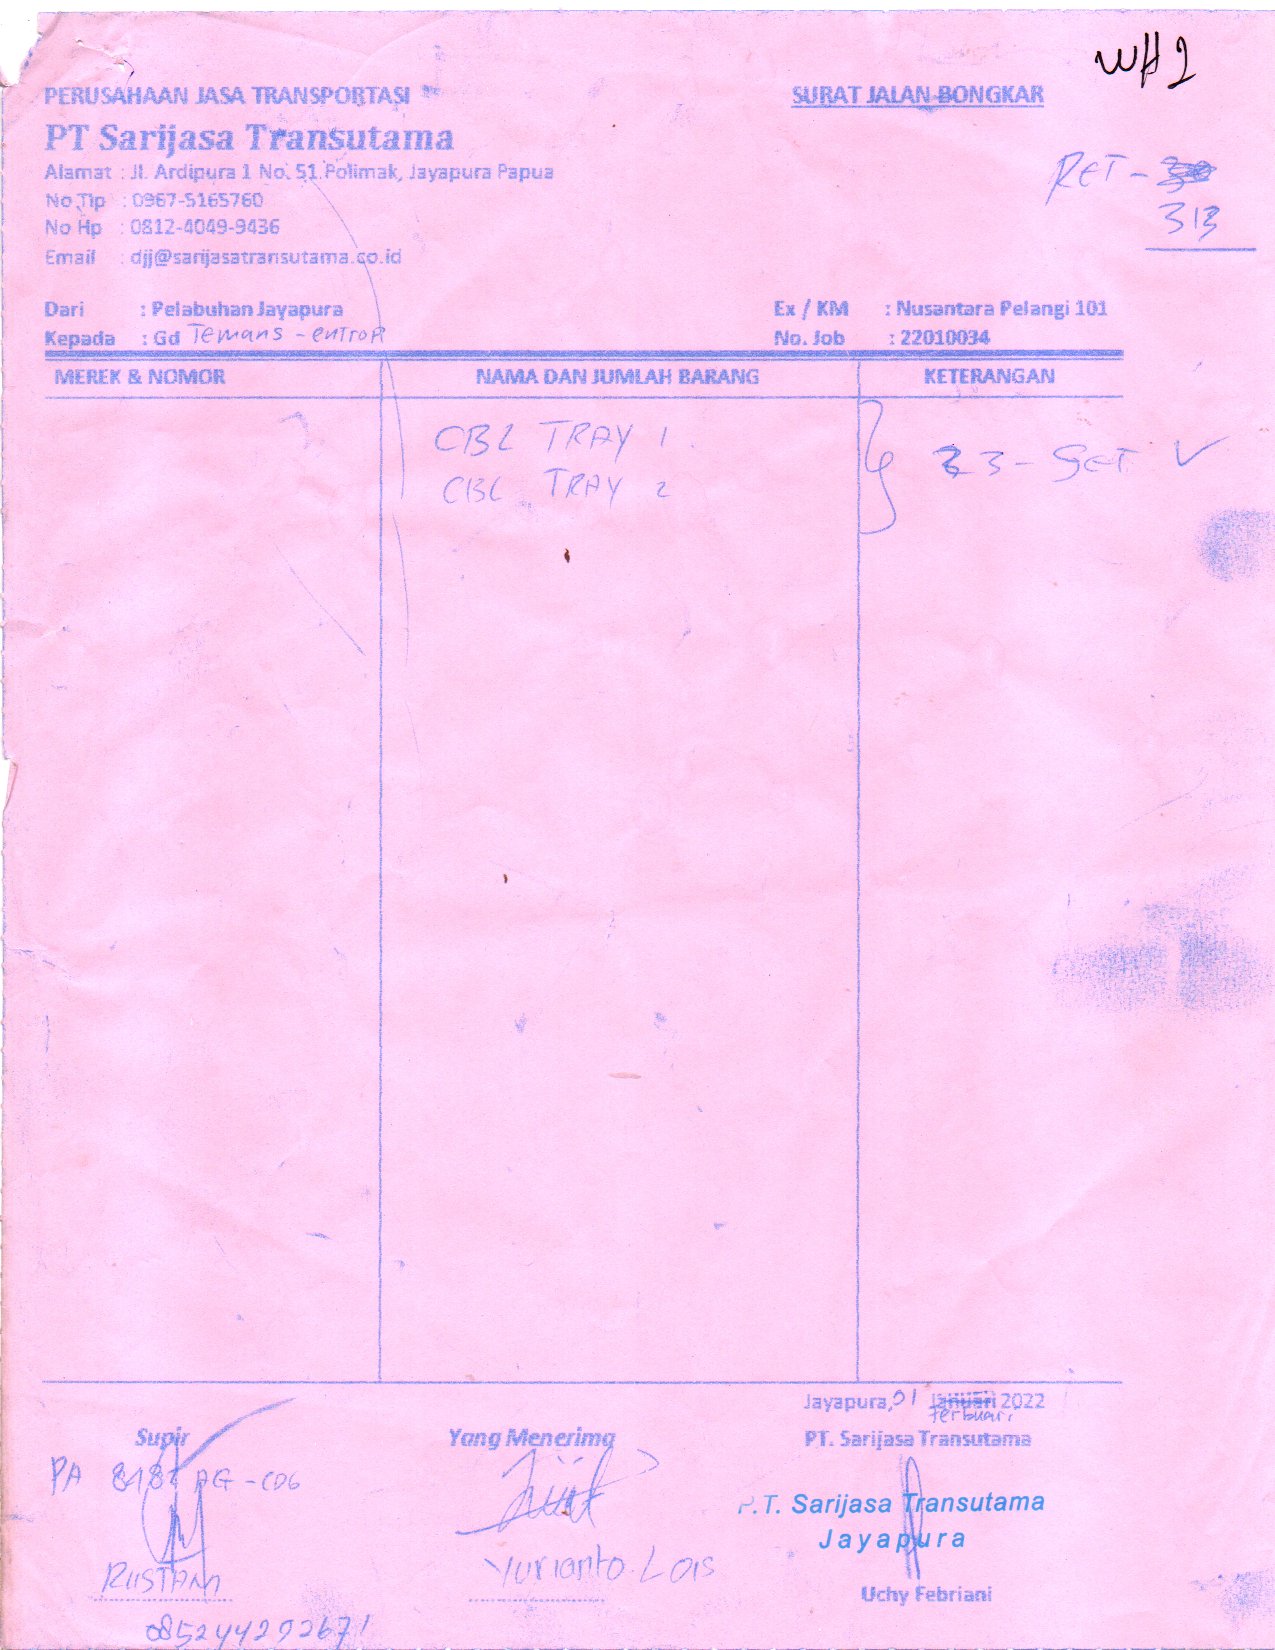 WH 2
PERUSAHAAN JASA TRANSPORTASI
SURAT JALAN BONGKAR
PT Sarijasa Transutama
Alamat : Jl. Ardipura 1 No. 51 Polimak, Jayapura Papua
RET -
No Tlp : 0967-5165760
313
No Hp : 0812-4049-9436
Email : djj@sarijasatransutama.co.id
Dari : Pelabuhan Jayapura
Ex / KM : Nusantara Pelangi 101
Kepada : Gd Temans - entrop
No. Job : 22010034
MEREK & NOMOR NAMA DAN JUMLAH BARANG KETERANGAN
CBL TRAY 1
33 - SET
CBL TRAY 2
Jayapura, 01 Januari 2022
Februari
Supir Yang Menerima PT. Sarijasa Transutama
PA AG - CDG
P.T. Sarijasa Transutama
Jayapura
RUSTAM
Yurianto. Lois
Uchy Febriani
085244292671